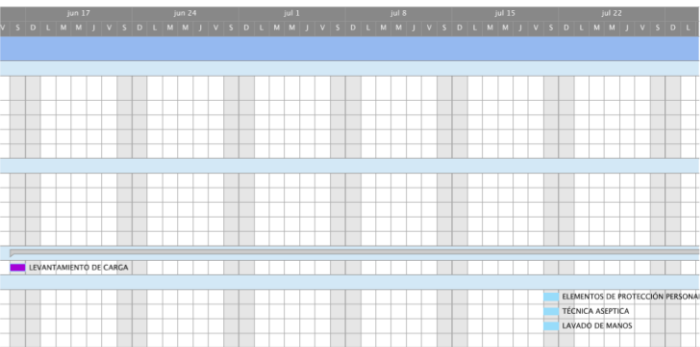 jun 17 jun 24 jul 1 jul 8 jul 15 jul 22
V S D L M M J V S D L M M J V S D L M M J V S D L M M J V S D L M M J V S D L M M J V S D L
LEVANTAMIENTO DE CARGA
ELEMENTOS DE PROTECCIÓN PERSONA
TÉCNICA ASEPTICA
LAVADO DE MANOS